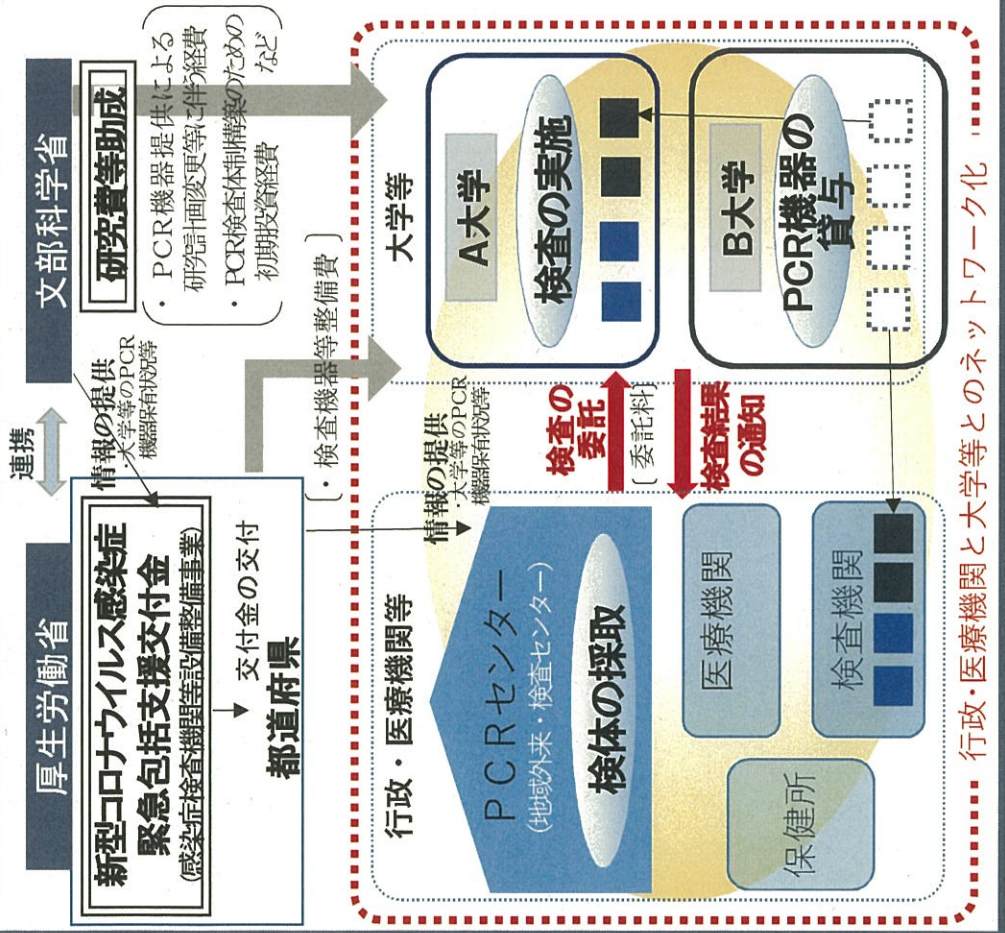 厚生労働省
連携
文部科学省
新型コロナウイルス感染症
緊急包括支援交付金
(感染症検査機関等設備整備事業)
交付金の交付
都道府県
情報の提供
・大学等のPCR
機器保有状況等
研究費等助成
・PCR機器提供による
研究計画変更等に伴う経費
・PCR検査体制構築のための
初期投資経費
など
・検査機器等整備費
情報の提供
・大学等のPCR
機器保有状況等
行政・医療機関等
PCRセンター
(地域外来・検査センター)
検体の採取
保健所
医療機関
検査機関
検査の
委託
[委託料]
検査結果
の通知
大学等
A大学
検査の実施
B大学
PCR機器の
貸与
行政・医療機関と大学等とのネットワーク化